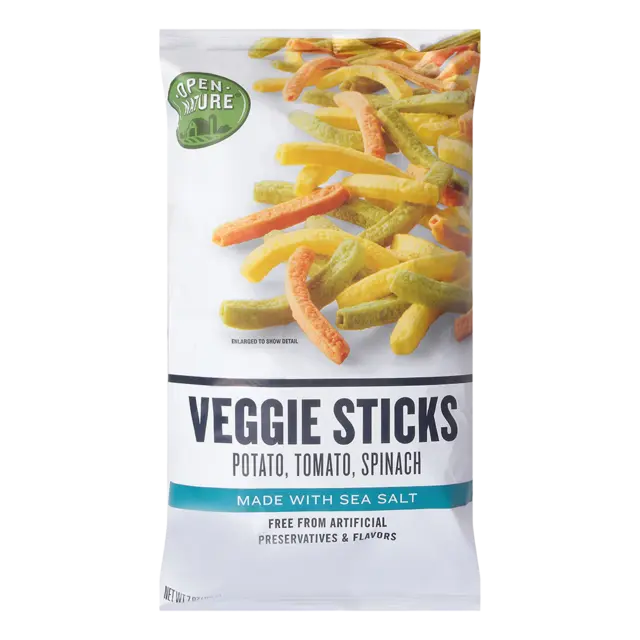 OPEN
NATURE
ENLARGED TO SHOW DETAIL
VEGGIE STICKS
POTATO, TOMATO, SPINACH
MADE WITH SEA SALT
FREE FROM ARTIFICIAL
PRESERVATIVES & FLAVORS
NET WT